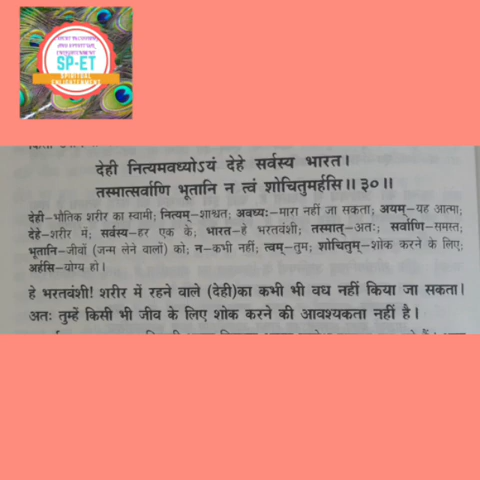 SP-ET
SPIRITUAL
ENLIGHTENMENT
देही नित्यमवध्योऽयं देहे सर्वस्य भारत।
तस्मात्सर्वाणि भूतानि न त्वं शोचितुमर्हसि॥ ३०॥
देही–भौतिक शरीर का स्वामी; नित्यम्–शाश्वत; अवध्यः–मारा नहीं जा सकता; अयम्–यह आत्मा;
देहे–शरीर में; सर्वस्य–हर एक के; भारत–हे भरतवंशी; तस्मात्–अतः; सर्वाणि–समस्त;
भूतानि–जीवों (जन्म लेने वालों) को; न–कभी नहीं; त्वम्–तुम; शोचितुम्–शोक करने के लिए;
अर्हसि–योग्य हो।
हे भरतवंशी! शरीर में रहने वाले (देही)का कभी भी वध नहीं किया जा सकता।
अतः तुम्हें किसी भी जीव के लिए शोक करने की आवश्यकता नहीं है।